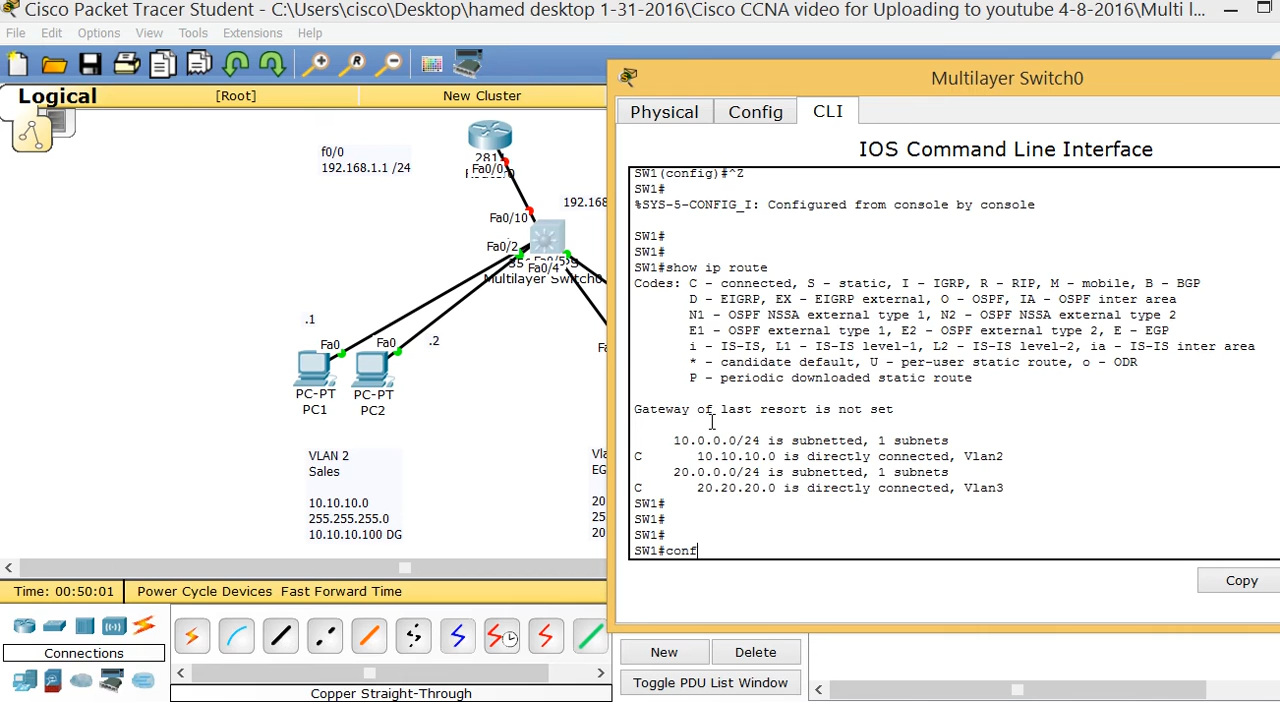 Cisco Packet Tracer Student - C:\Users\cisco\Desktop\hamed desktop 1-31-2016\Cisco CCNA video for Uploading to youtube 4-8-2016\Multi l...
File Edit Options View Tools Extensions Help
Logical [Root] New Cluster
f0/0
192.168.1.1 /24
Fa0/0
Fa0/10
192.168
Fa0/2
Fa0/4
Multilayer Switch0
.1
.2
Fa0
Fa0
PC-PT
PC1
PC-PT
PC2
VLAN 2
Sales
10.10.10.0
255.255.255.0
10.10.10.100 DG
Time: 00:50:01 Power Cycle Devices Fast Forward Time
Connections
Copper Straight-Through
Multilayer Switch0
Physical Config CLI
IOS Command Line Interface
SW1(config)#^Z
SW1#
%SYS-5-CONFIG_I: Configured from console by console
SW1#
SW1#
SW1#show ip route
Codes: C - connected, S - static, I - IGRP, R - RIP, M - mobile, B - BGP
D - EIGRP, EX - EIGRP external, O - OSPF, IA - OSPF inter area
N1 - OSPF NSSA external type 1, N2 - OSPF NSSA external type 2
E1 - OSPF external type 1, E2 - OSPF external type 2, E - EGP
i - IS-IS, L1 - IS-IS level-1, L2 - IS-IS level-2, ia - IS-IS inter area
* - candidate default, U - per-user static route, o - ODR
P - periodic downloaded static route
Gateway of last resort is not set
10.0.0.0/24 is subnetted, 1 subnets
C 10.10.10.0 is directly connected, Vlan2
20.0.0.0/24 is subnetted, 1 subnets
C 20.20.20.0 is directly connected, Vlan3
SW1#
SW1#
SW1#
SW1#conf
Copy
New Delete
Toggle PDU List Window